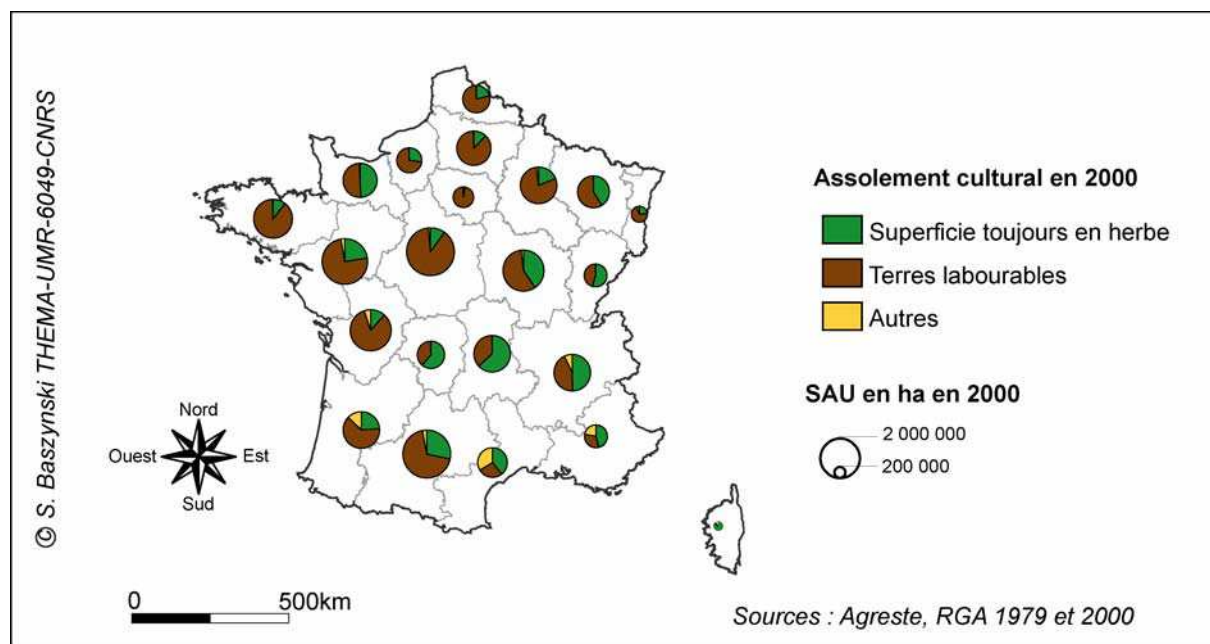 © S. Baszynski THEMA-UMR-6049-CNRS
Assolement cultural en 2000
Superficie toujours en herbe
Terres labourables
Autres
SAU en ha en 2000
2 000 000
200 000
Nord
Ouest
Est
Sud
0
500km
Sources : Agreste, RGA 1979 et 2000